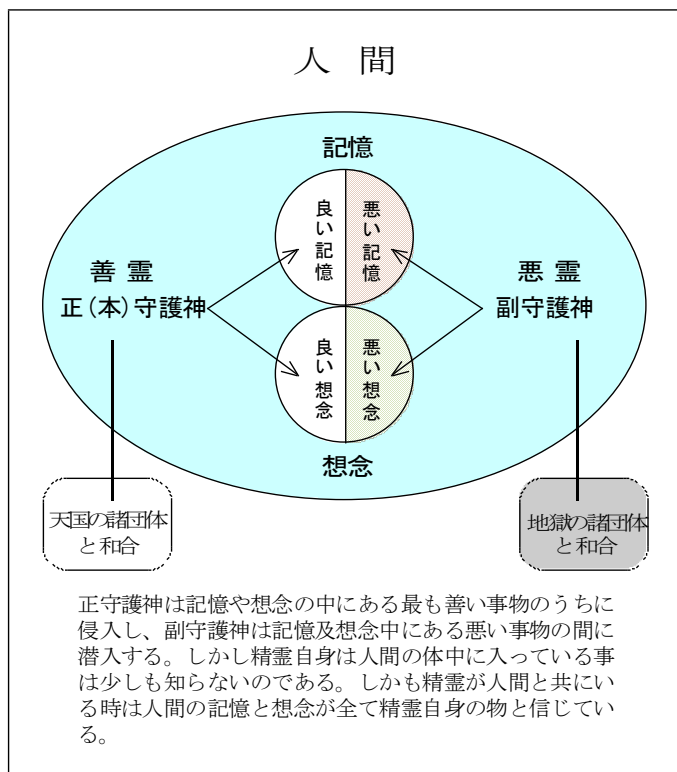 人 間
記憶
良い記憶
悪い記憶
善 霊
正(本)守護神
悪 霊
副守護神
良い想念
悪い想念
想念
天国の諸団体
と和合
地獄の諸団体
と和合
正守護神は記憶や想念の中にある最も善い事物のうちに
侵入し、副守護神は記憶及想念中にある悪い事物の間に
潜入する。しかし精霊自身は人間の体中に入っている事
は少しも知らないのである。しかも精霊が人間と共にい
る時は人間の記憶と想念が全て精霊自身の物と信じてい
る。